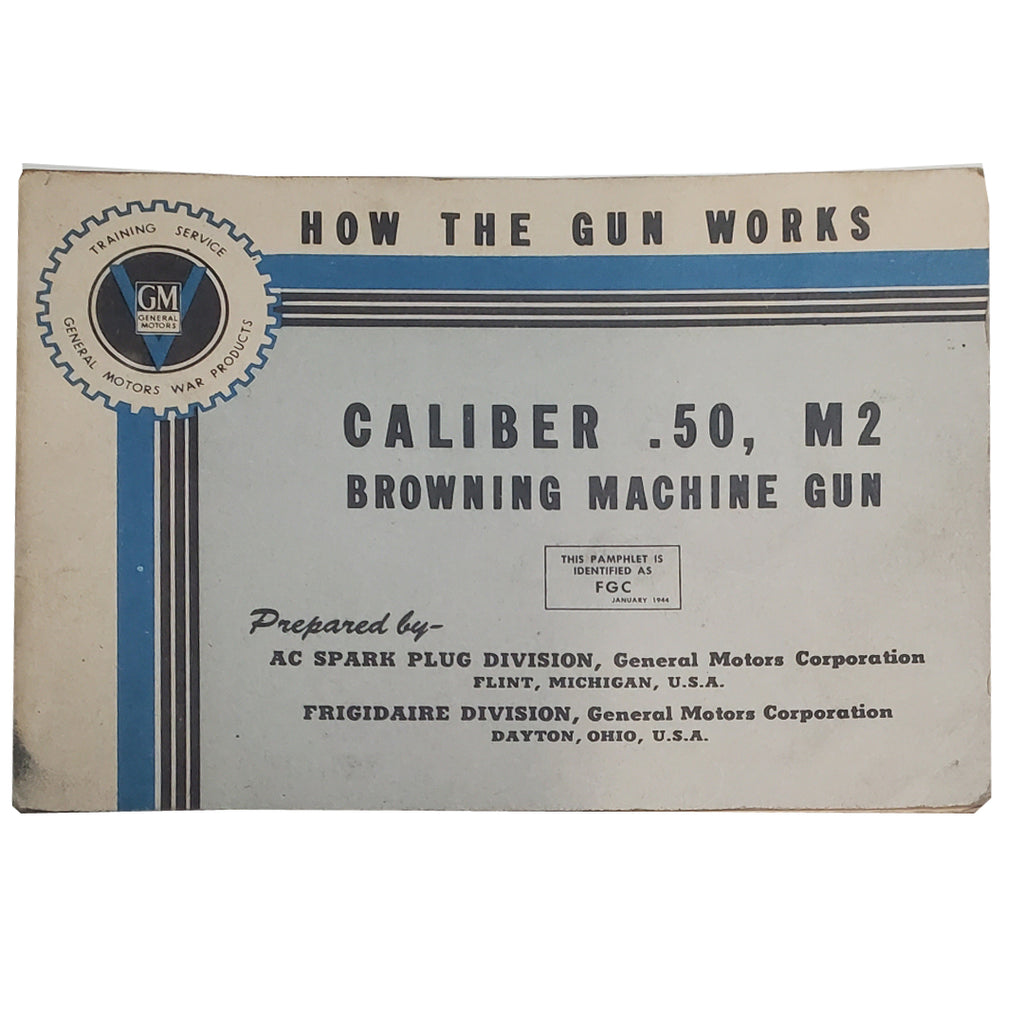 HOW THE GUN WORKS
TRAINING SERVICE
GM
GENERAL
MOTORS
GENERAL MOTORS WAR PRODUCTS
CALIBER .50, M2
BROWNING MACHINE GUN
THIS PAMPHLET IS
IDENTIFIED AS
FGC
JANUARY 1944
Prepared by-
AC SPARK PLUG DIVISION, General Motors Corporation
FLINT, MICHIGAN, U.S.A.
FRIGIDAIRE DIVISION, General Motors Corporation
DAYTON, OHIO, U.S.A.